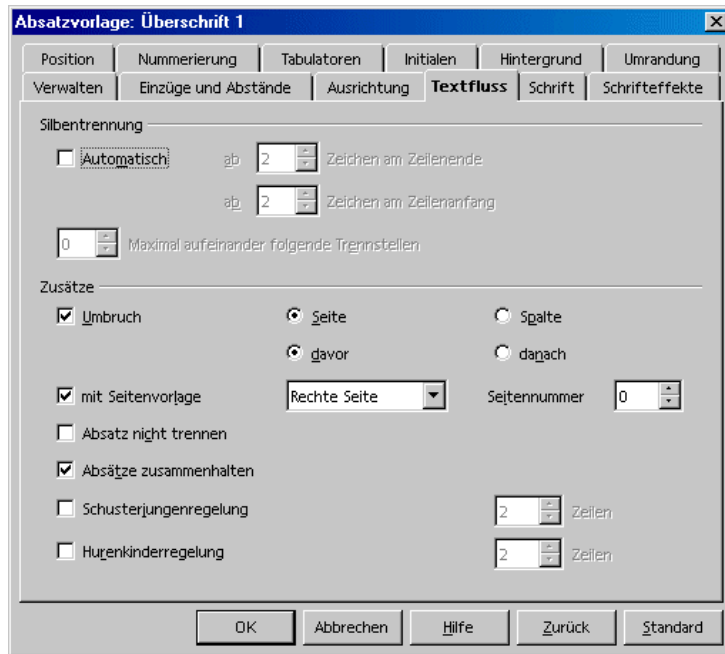 Absatzvorlage: Überschrift 1
Position Nummerierung Tabulatoren Initialen Hintergrund Umrandung
Verwalten Einzüge und Abstände Ausrichtung Textfluss Schrift Schrifteffekte
Silbentrennung
Automatisch ab 2 Zeichen am Zeilenende
ab 2 Zeichen am Zeilenanfang
0 Maximal aufeinander folgende Trennstellen
Zusätze
Umbruch Seite Spalte
davor danach
mit Seitenvorlage Rechte Seite Seitennummer 0
Absatz nicht trennen
Absätze zusammenhalten
Schusterjungenregelung 2 Zeilen
Hurenkinderregelung 2 Zeilen
OK Abbrechen Hilfe Zurück Standard